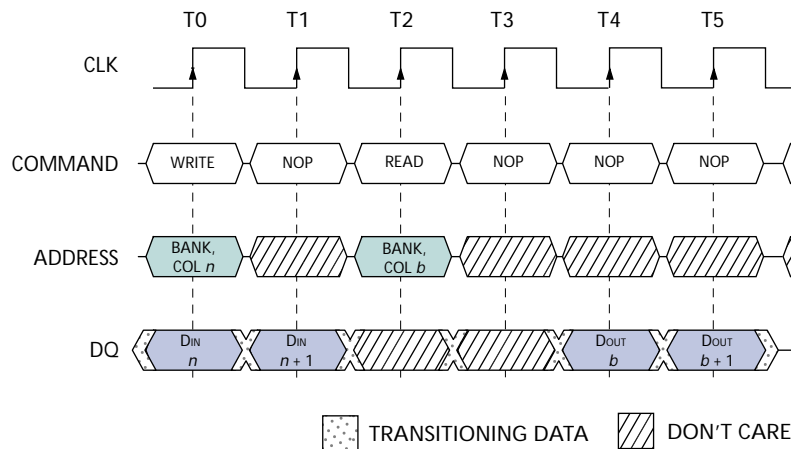 T0 T1 T2 T3 T4 T5
CLK
COMMAND WRITE NOP READ NOP NOP NOP
ADDRESS BANK, COL n BANK, COL b
DQ DIN n DIN n + 1 DOUT b DOUT b + 1
TRANSITIONING DATA DON'T CARE